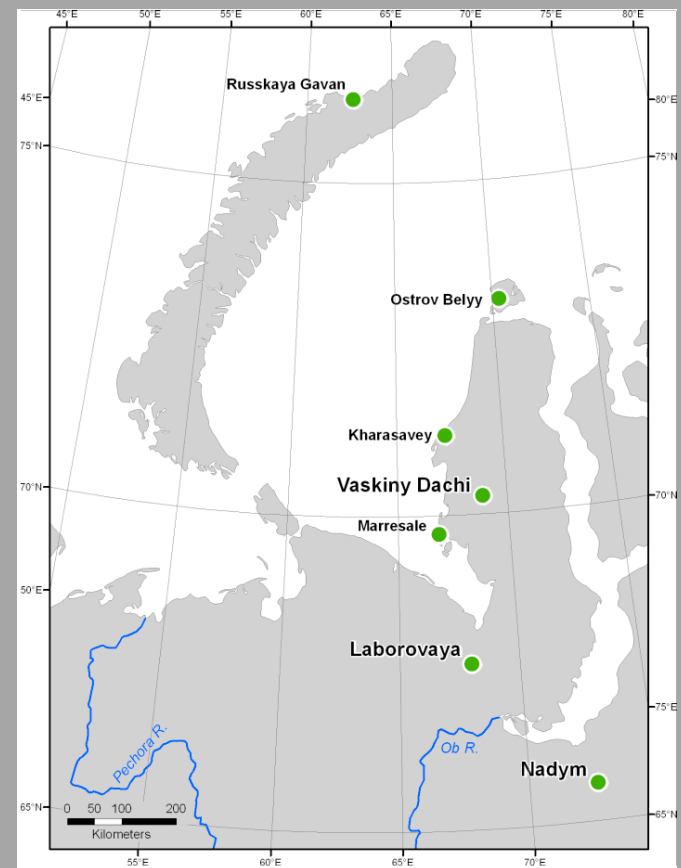 45°E 50°E 55°E 60°E 65°E 70°E 75°E 80°E
Russkaya Gavan
45°E 80°E
75°N 75°N
Ostrov Belyy
Kharasavey
Vaskiny Dachi
70°N 70°N
Marresale
50°E
Laborovaya
75°E
Pechora R.
Ob R.
Nadym
65°N 65°N
0 50 100 200
Kilometers
55°E 60°E 65°E 70°E